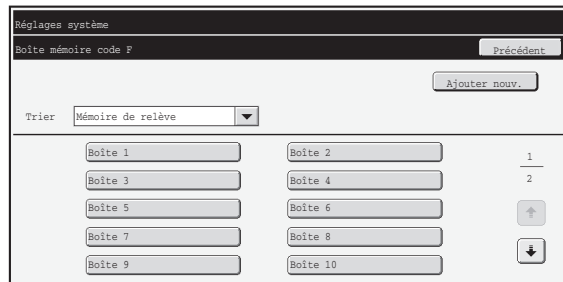 Réglages système
Boîte mémoire code F Précédent
Ajouter nouv.
Trier Mémoire de relève
Boîte 1 Boîte 2
1
Boîte 3 Boîte 4
2
Boîte 5 Boîte 6
Boîte 7 Boîte 8
Boîte 9 Boîte 10